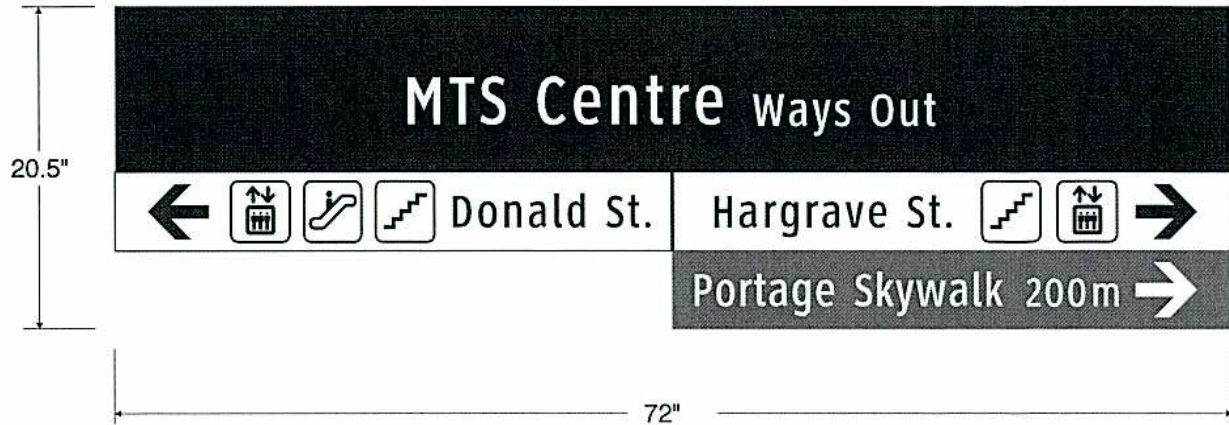 MTS Centre Ways Out
20.5"
Donald St.
Hargrave St.
Portage Skywalk 200m
72"